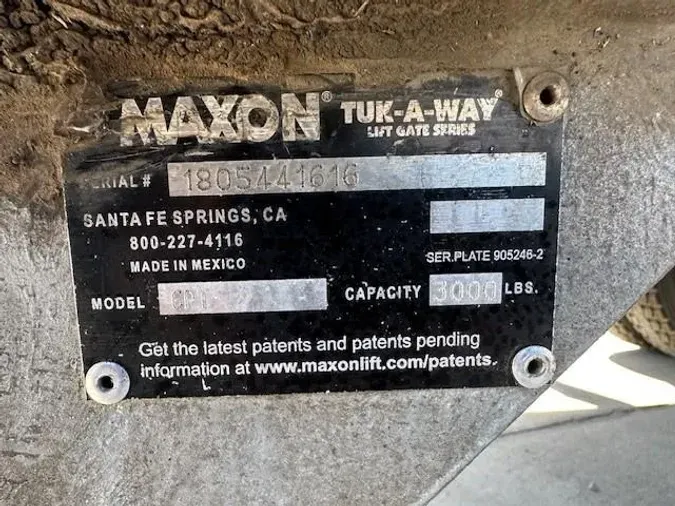 MAXON® TUK-A-WAY®
LIFT GATE SERIES
SERIAL # 1805441616
SANTA FE SPRINGS, CA
800-227-4116
MADE IN MEXICO
SER.PLATE 905246-2
MODEL
CAPACITY 3000 LBS.
Get the latest patents and patents pending
information at www.maxonlift.com/patents.